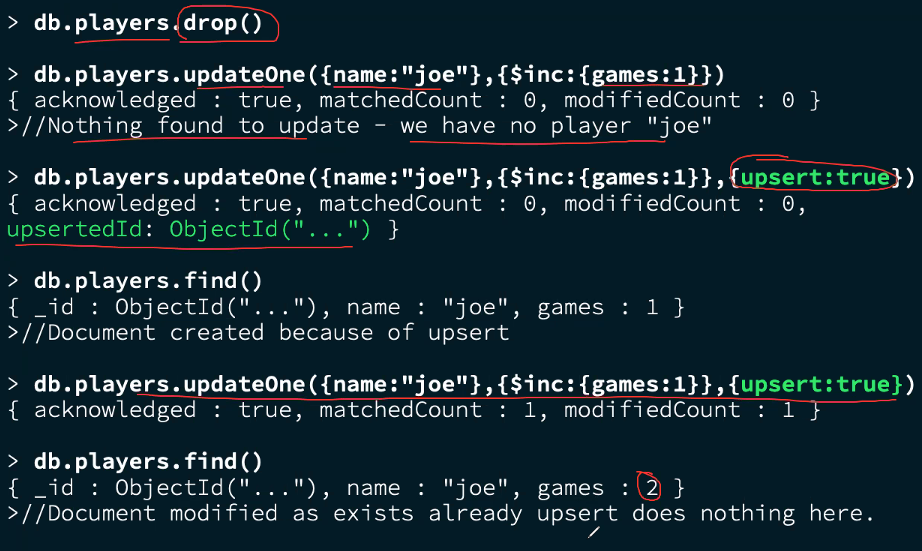 > db.players.drop()
> db.players.updateOne({name:"joe"},{$inc:{games:1}})
{ acknowledged : true, matchedCount : 0, modifiedCount : 0 }
>//Nothing found to update - we have no player "joe"
> db.players.updateOne({name:"joe"},{$inc:{games:1}},{upsert:true})
{ acknowledged : true, matchedCount : 0, modifiedCount : 0,
upsertedId: ObjectId("...") }
> db.players.find()
{ _id : ObjectId("..."), name : "joe", games : 1 }
>//Document created because of upsert
> db.players.updateOne({name:"joe"},{$inc:{games:1}},{upsert:true})
{ acknowledged : true, matchedCount : 1, modifiedCount : 1 }
> db.players.find()
{ _id : ObjectId("..."), name : "joe", games : 2 }
>//Document modified as exists already upsert does nothing here.